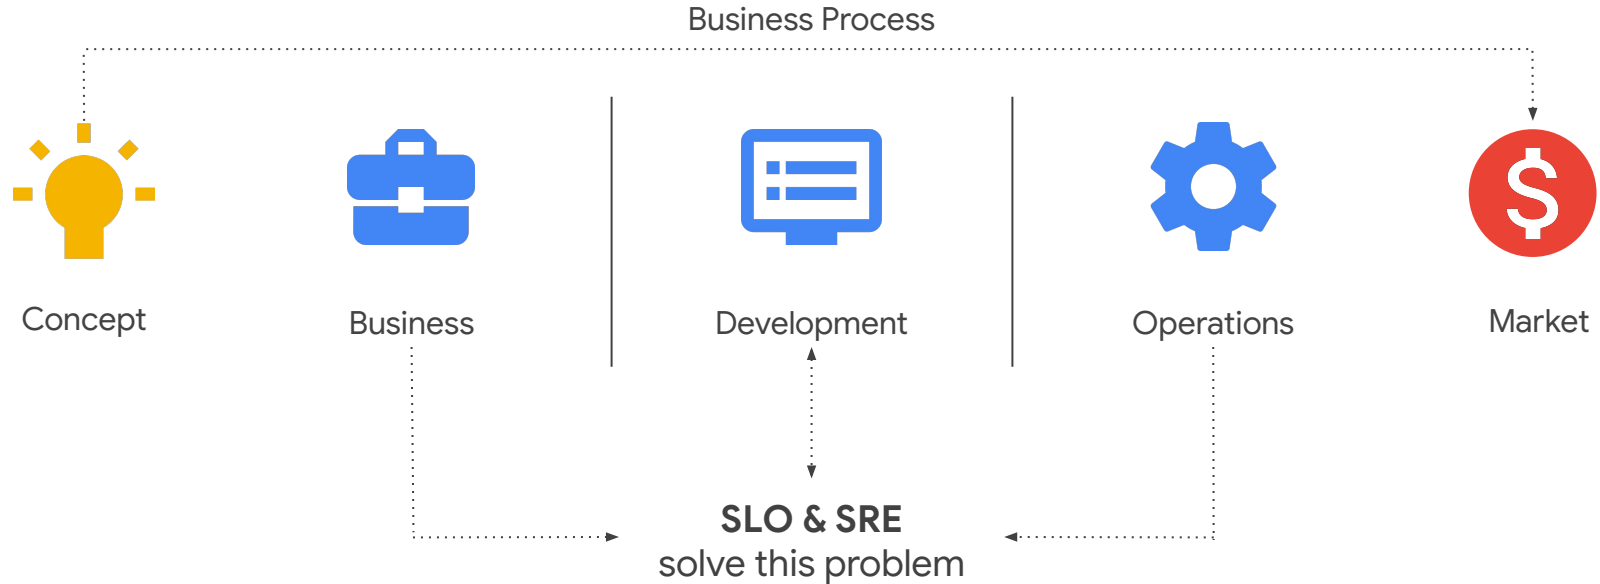 Business Process
Concept
Business
Development
Operations
Market
SLO & SRE
solve this problem